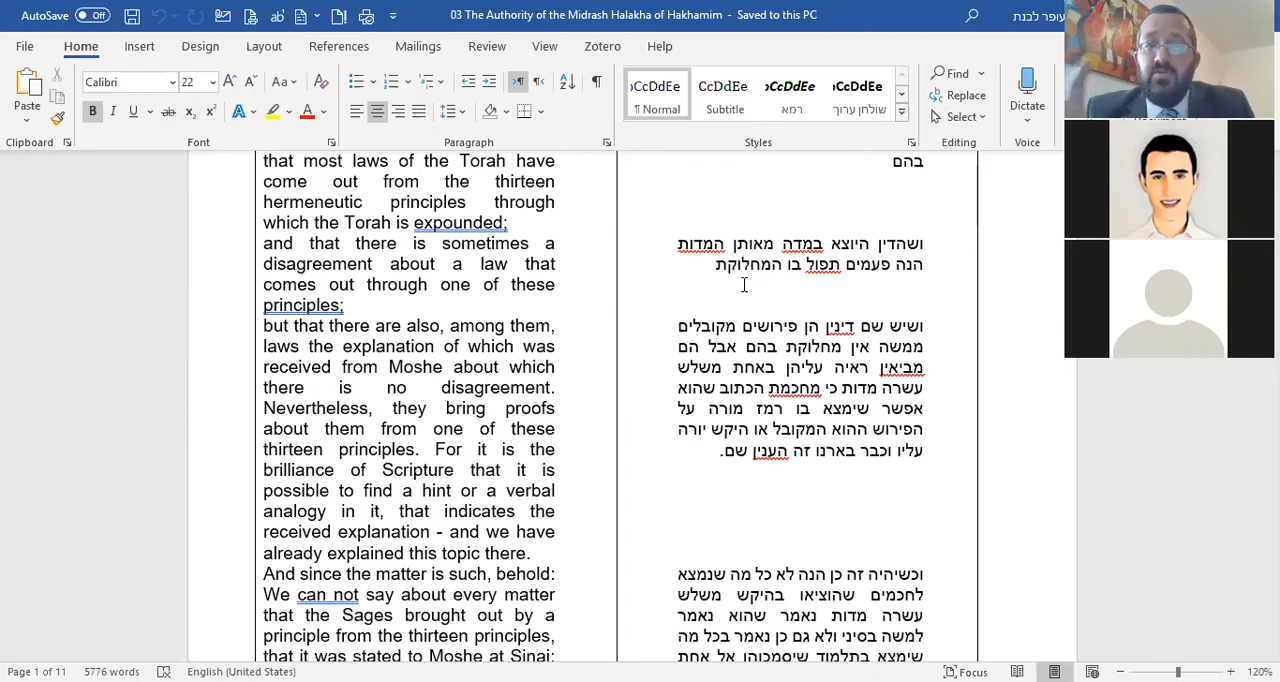 AutoSave
Off
03 The Authority of the Midrash Halakha of Hakhamim - Saved to this PC
עופר לבנת
File Home Insert Draw Design Layout References Mailings Review View Zotero Help
Paste
Clipboard
Calibri
22
Aa
Font
Paragraph
CcDdEe
CcDdEe
CcDdEe
CcDdEe
Normal
Subtitle
רמא
שולחן ערוך
Styles
Find
Replace
Select
Editing
Dictate
Voice
that most laws of the Torah have
come out from the thirteen
hermeneutic principles through
which the Torah is expounded;
and that there is sometimes a
disagreement about a law that
comes out through one of these
principles;
but that there are also, among them,
laws the explanation of which was
received from Moshe about which
there is no disagreement.
Nevertheless, they bring proofs
about them from one of these
thirteen principles. For it is the
brilliance of Scripture that it is
possible to find a hint or a verbal
analogy in it, that indicates the
received explanation - and we have
already explained this topic there.
And since the matter is such, behold:
We can not say about every matter
that the Sages brought out by a
principle from the thirteen principles,
that it was stated to Moshe at Sinai;
בהם
ושהדין היוצא במדה מאותן המדות
הנה פעמים תפול בו המחלוקת
ושיש שם דינין הן פירושים מקובלים
ממשה אין מחלוקת בהם אבל הם
מביאין ראיה עליהן באחת משלש
עשרה מדות כי מחכמת הכתוב שהוא
אפשר שימצא בו רמז מורה על
הפירוש ההוא המקובל או היקש יורה
עליו וכבר בארנו זה הענין שם.
וכשיהיה זה כן הנה לא כל מה שנמצא
לחכמים שהוציאו בהיקש משלש
עשרה מדות נאמר שהוא נאמר
למשה בסיני ולא גם כן נאמר בכל מה
שימצא בתלמוד שיסמכוהו אל אחת
Page 1 of 11
5776 words
English (United States)
Focus
120%